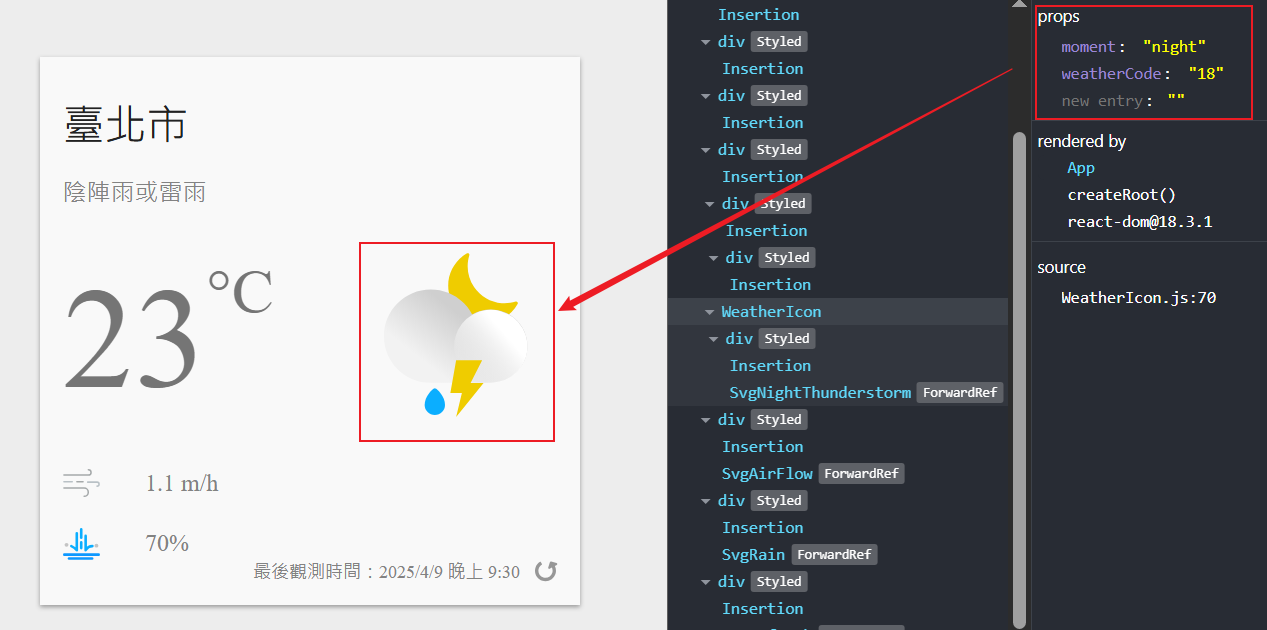 臺北市
陰陣雨或雷雨
23 °C
1.1 m/h
70%
最後觀測時間：2025/4/9 晚上 9:30
Insertion
div Styled
Insertion
div Styled
Insertion
div Styled
Insertion
div Styled
Insertion
div Styled
Insertion
WeatherIcon
div Styled
Insertion
SvgNightThunderstorm ForwardRef
div Styled
Insertion
SvgAirFlow ForwardRef
div Styled
Insertion
SvgRain ForwardRef
div Styled
Insertion
props
moment: "night"
weatherCode: "18"
new entry: ""
rendered by
App
createRoot()
react-dom@18.3.1
source
WeatherIcon.js:70